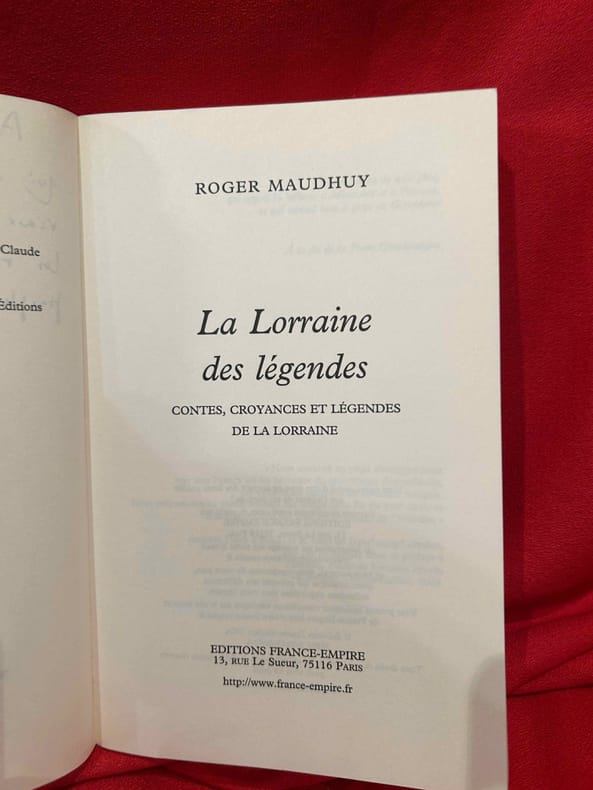 Claude
Éditions
ROGER MAUDHUY
La Lorraine
des légendes
CONTES, CROYANCES ET LÉGENDES
DE LA LORRAINE
EDITIONS FRANCE-EMPIRE
13, RUE LE SUEUR, 75116 PARIS
http://www.france-empire.fr